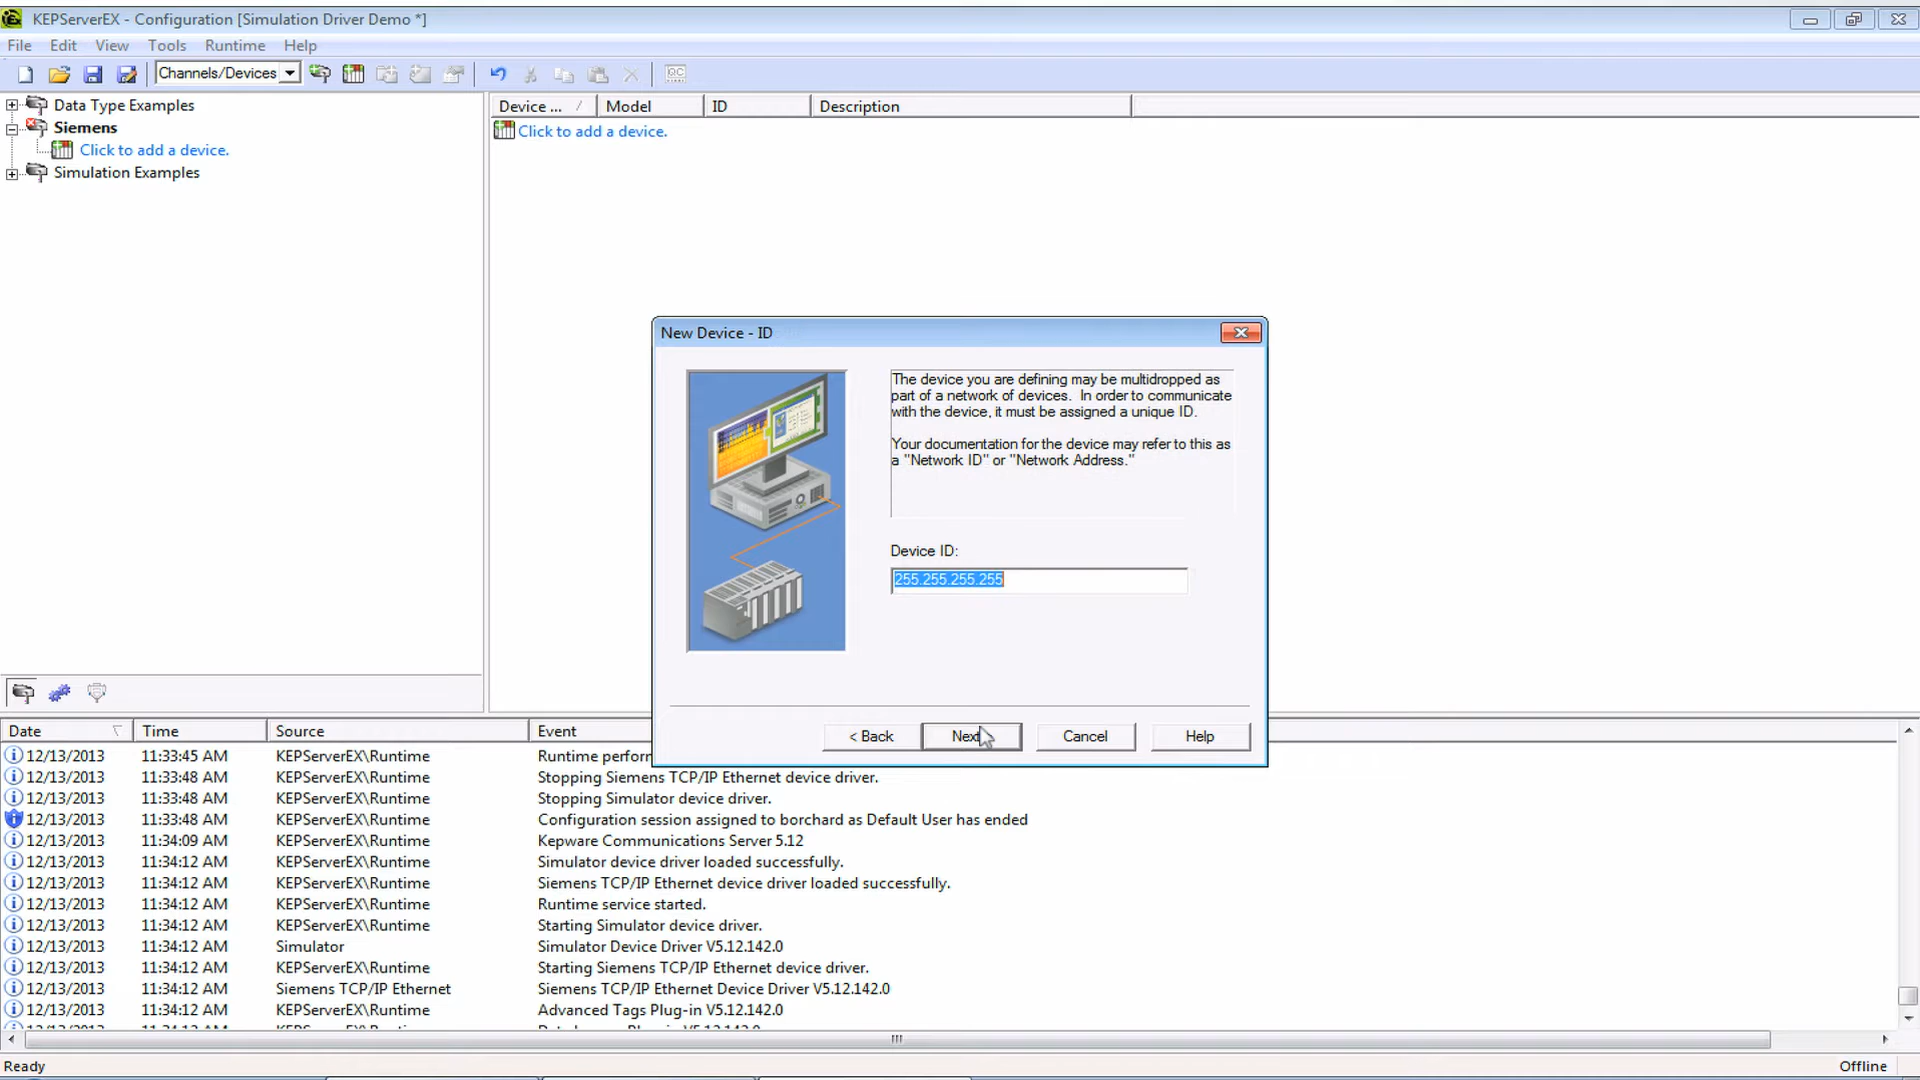 KEPServerEX - Configuration [Simulation Driver Demo *]
File Edit View Tools Runtime Help
Channels/Devices
QC
Data Type Examples
Siemens
Click to add a device.
Simulation Examples
Device ... Model ID Description
Click to add a device.
New Device - ID
The device you are defining may be multidropped as
part of a network of devices. In order to communicate
with the device, it must be assigned a unique ID.
Your documentation for the device may refer to this as
a "Network ID" or "Network Address."
Device ID:
255.255.255.255
< Back Next Cancel Help
Date Time Source Event
12/13/2013 11:33:45 AM KEPServerEX\Runtime Runtime perforn
12/13/2013 11:33:48 AM KEPServerEX\Runtime Stopping Siemens TCP/IP Ethernet device driver.
12/13/2013 11:33:48 AM KEPServerEX\Runtime Stopping Simulator device driver.
12/13/2013 11:33:48 AM KEPServerEX\Runtime Configuration session assigned to borchard as Default User has ended
12/13/2013 11:34:09 AM KEPServerEX\Runtime Kepware Communications Server 5.12
12/13/2013 11:34:12 AM KEPServerEX\Runtime Simulator device driver loaded successfully.
12/13/2013 11:34:12 AM KEPServerEX\Runtime Siemens TCP/IP Ethernet device driver loaded successfully.
12/13/2013 11:34:12 AM KEPServerEX\Runtime Runtime service started.
12/13/2013 11:34:12 AM KEPServerEX\Runtime Starting Simulator device driver.
12/13/2013 11:34:12 AM Simulator Simulator Device Driver V5.12.142.0
12/13/2013 11:34:12 AM KEPServerEX\Runtime Starting Siemens TCP/IP Ethernet device driver.
12/13/2013 11:34:12 AM Siemens TCP/IP Ethernet Siemens TCP/IP Ethernet Device Driver V5.12.142.0
12/13/2013 11:34:12 AM KEPServerEX\Runtime Advanced Tags Plug-in V5.12.142.0
Ready Offline